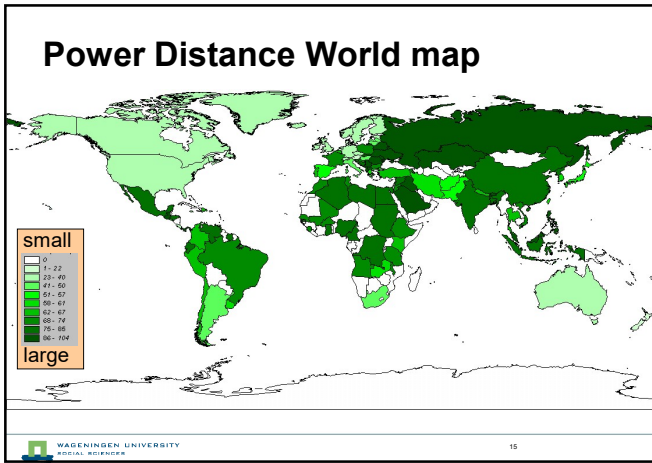 Power Distance World map
small
0
1 - 22
23 - 40
41 - 50
51 - 57
58 - 61
62 - 67
68 - 74
75 - 85
86 - 104
large
WAGENINGEN UNIVERSITY
SOCIAL SCIENCES
15